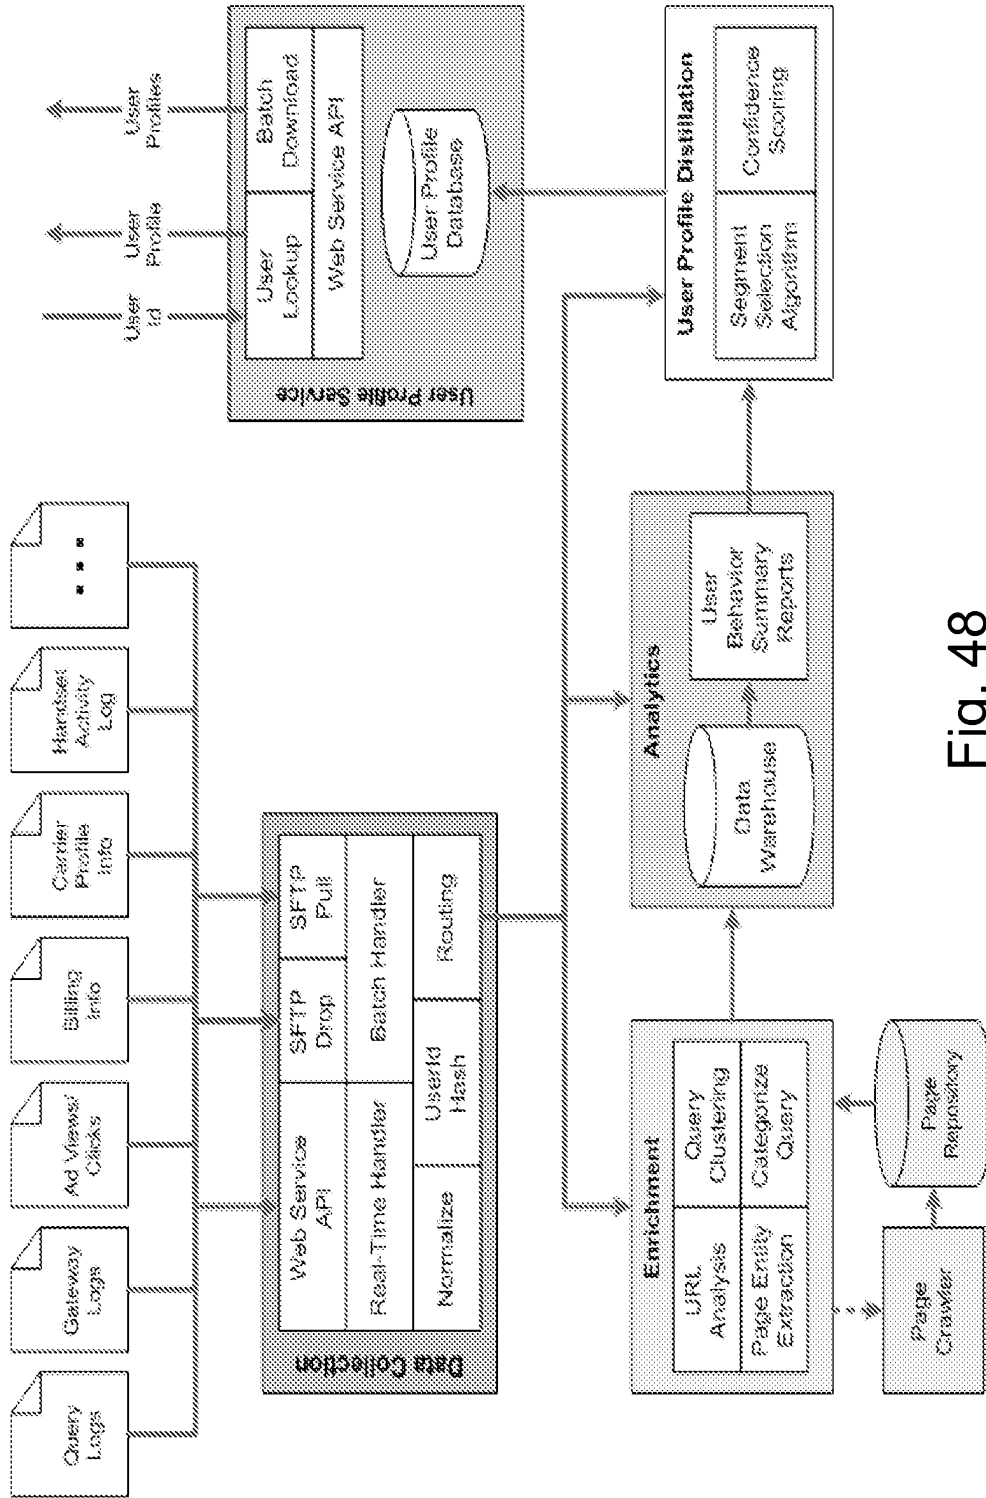 Query
Logs
Gateway
Logs
Ad Views/
Clicks
Billing
Info
Carrier
Profile
Info
Handset
Activity
Log
...
User
Id
User
Profile
User
Profiles
Data Collection
Web Service
API
SFTP
Drop
SFTP
Pull
Real-Time Handler
Batch Handler
Normalize
UserId
Hash
Routing
User Profile Service
User
Lookup
Batch
Download
Web Service API
User Profile
Database
Enrichment
URL
Analysis
Query
Clustering
Page Entity
Extraction
Categorize
Query
Page
Crawler
Page
Repository
Analytics
Data
Warehouse
User
Behavior
Summary
Reports
User Profile Distillation
Segment
Selection
Algorithm
Confidence
Scoring
Fig. 48